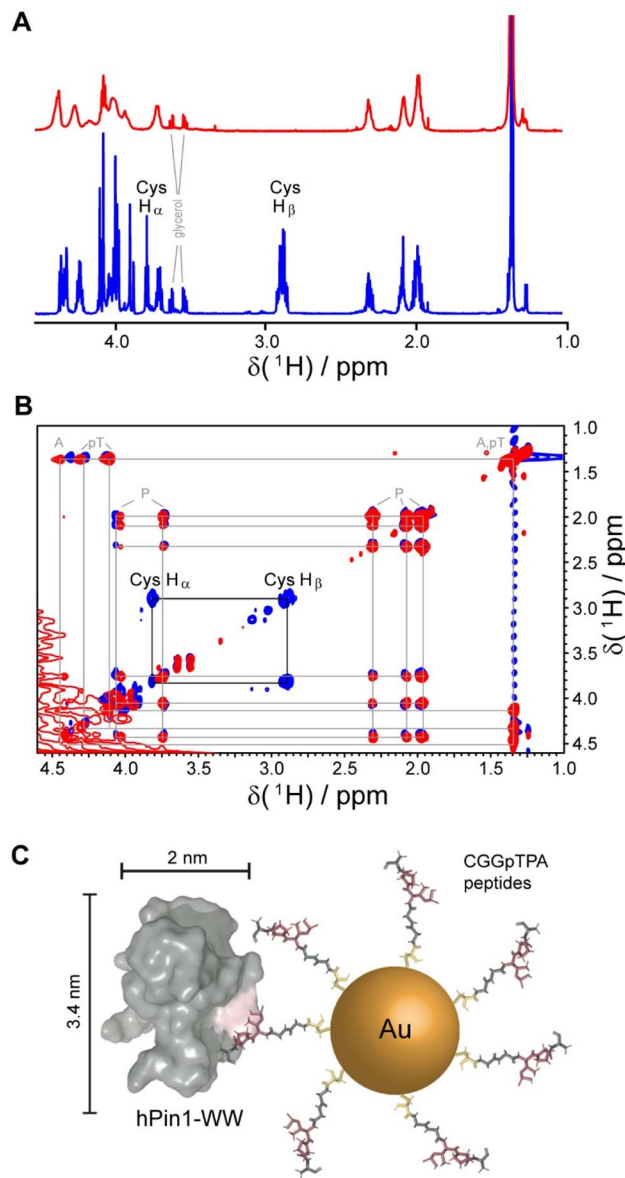 A
Cys
Hα
glycerol
Cys
Hβ
4.0 3.0 2.0 1.0
δ(¹H) / ppm
B
A pT A,pT
P P
Cys Hα Cys Hβ
1.0
1.5
2.0
2.5
3.0
3.5
4.0
4.5
δ(¹H) / ppm
4.5 4.0 3.5 3.0 2.5 2.0 1.5 1.0
δ(¹H) / ppm
C
2 nm
3.4 nm
CGGpTPA
peptides
Au
hPin1-WW